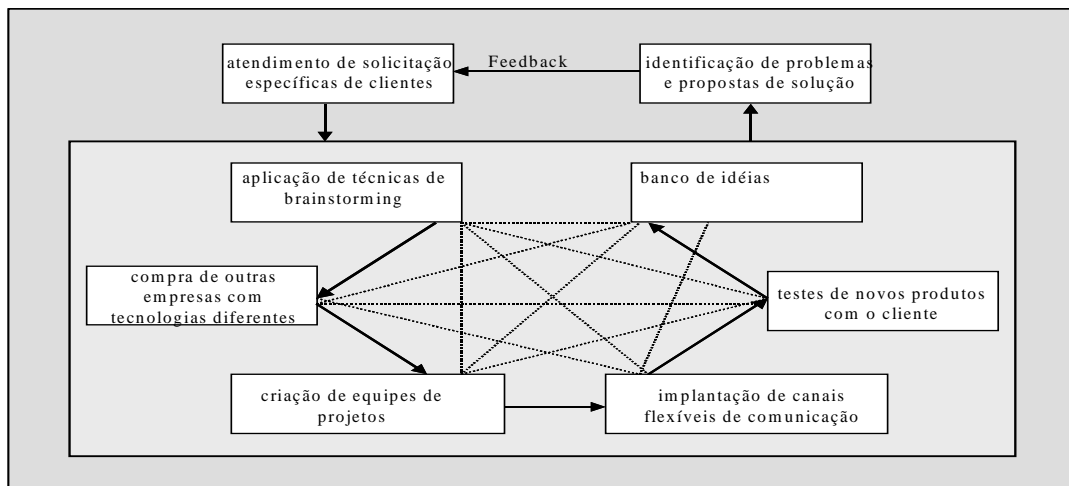 atendimento de solicitação
específicas de clientes
Feedback
identificação de problemas
e propostas de solução
aplicação de técnicas de
brainstorming
banco de idéias
compra de outras
empresas com
tecnologias diferentes
testes de novos produtos
com o cliente
criação de equipes de
projetos
implantação de canais
flexíveis de comunicação